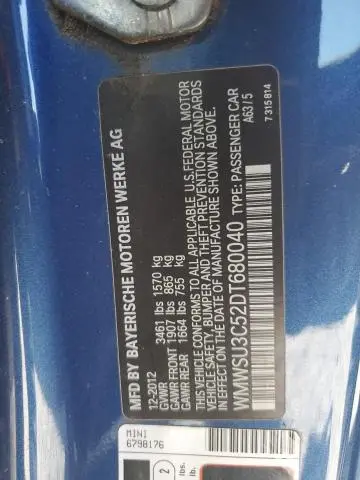 MFD BY BAYERISCHE MOTOREN WERKE AG
12-2012
GVWR 3461 lbs 1570 kg
GAWR FRONT 1907 lbs 865 kg
GAWR REAR 1664 lbs 755 kg
THIS VEHICLE CONFORMS TO ALL APPLICABLE U.S.FEDERAL MOTOR
VEHICLE SAFETY, BUMPER AND THEFT PREVENTION STANDARDS
IN EFFECT ON THE DATE OF MANUFACTURE SHOWN ABOVE.
WMWSU3C52DT680040 TYPE: PASSENGER CAR
A63/5
7 315 814
MINI
6798176
2
lbs.
lb.